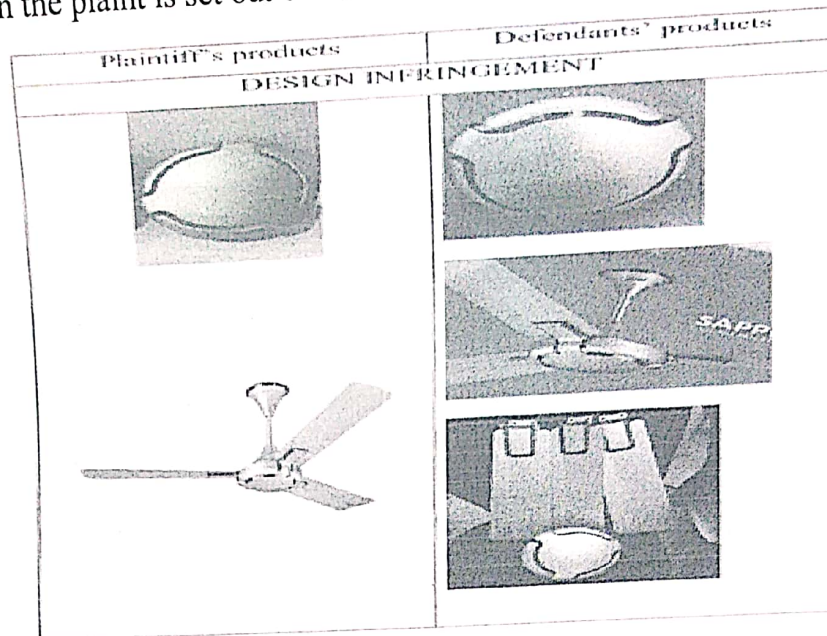 n the plaint is set out
Plaintiff's products
Defendants' products
DESIGN INFRINGEMENT
SAPP